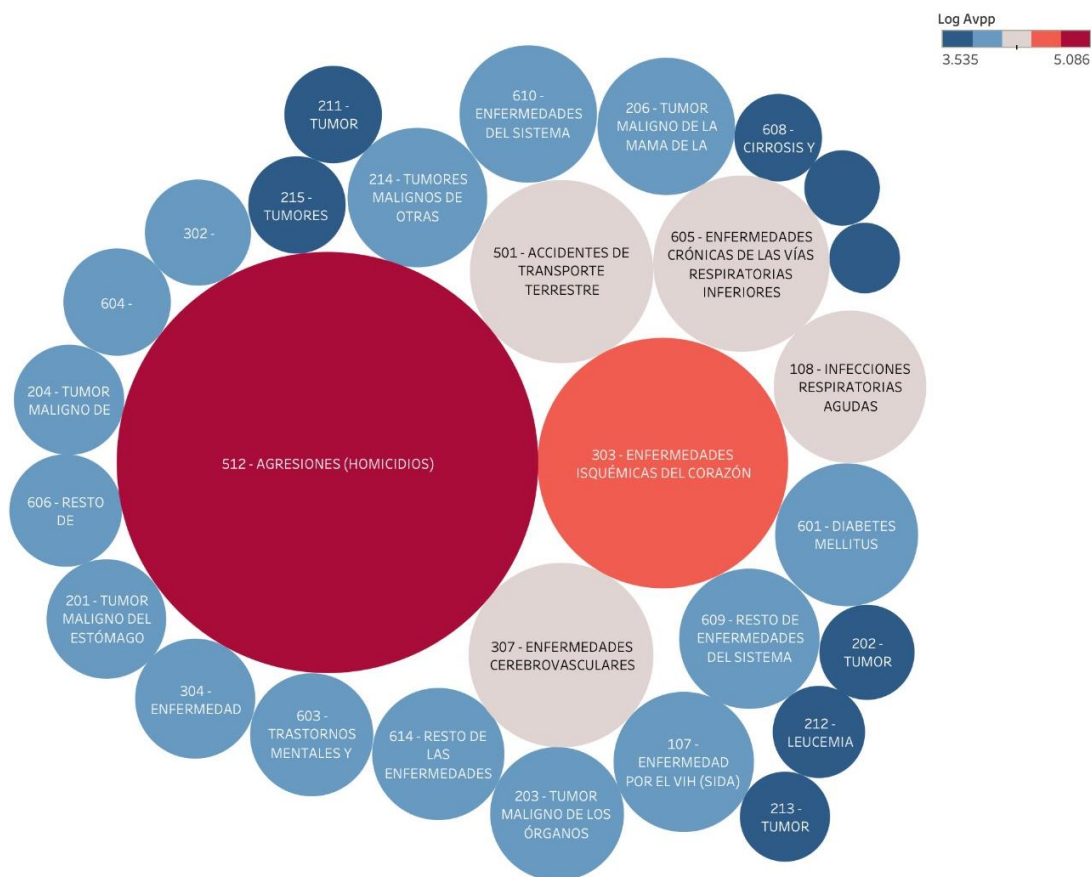 Log Avpp
3.535 5.086
211 -
TUMOR
610 -
ENFERMEDADES
DEL SISTEMA
206 - TUMOR
MALIGNO DE LA
MAMA DE LA
608 -
CIRROSIS Y
215 -
TUMORES
214 - TUMORES
MALIGNOS DE
OTRAS
302 -
501 - ACCIDENTES DE
TRANSPORTE
TERRESTRE
605 - ENFERMEDADES
CRÓNICAS DE LAS VÍAS
RESPIRATORIAS
INFERIORES
604 -
108 - INFECCIONES
RESPIRATORIAS
AGUDAS
204 - TUMOR
MALIGNO DE
512 - AGRESIONES (HOMICIDIOS)
303 - ENFERMEDADES
ISQUÉMICAS DEL CORAZÓN
606 - RESTO
DE
601 - DIABETES
MELLITUS
201 - TUMOR
MALIGNO DEL
ESTÓMAGO
307 - ENFERMEDADES
CEREBROVASCULARES
609 - RESTO DE
ENFERMEDADES
DEL SISTEMA
202 -
TUMOR
304 -
ENFERMEDAD
603 -
TRASTORNOS
MENTALES Y
614 - RESTO DE
LAS
ENFERMEDADES
107 -
ENFERMEDAD
POR EL VIH (SIDA)
212 -
LEUCEMIA
203 - TUMOR
MALIGNO DE LOS
ÓRGANOS
213 -
TUMOR